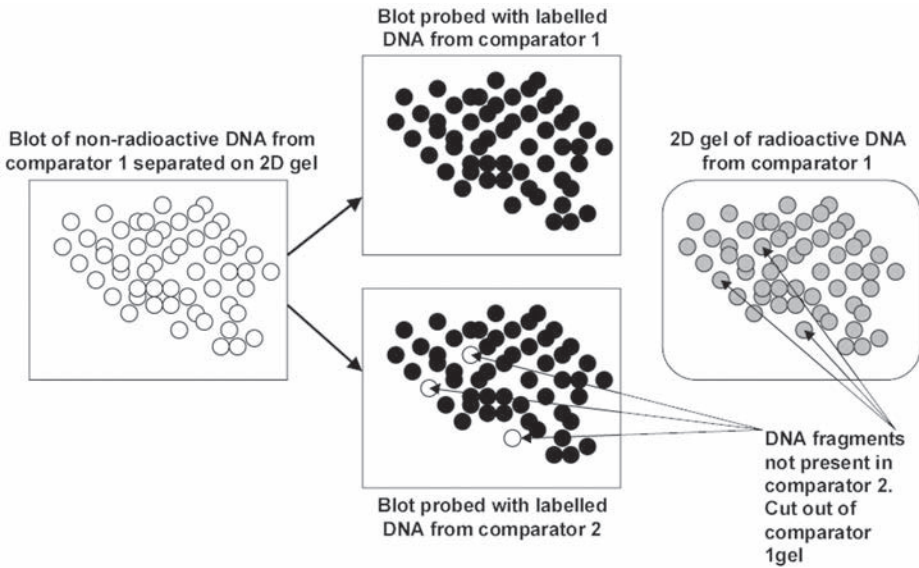 Blot probed with labelled
DNA from comparator 1
Blot of non-radioactive DNA from
comparator 1 separated on 2D gel
2D gel of radioactive DNA
from comparator 1
DNA fragments
not present in
comparator 2.
Cut out of
comparator
1gel
Blot probed with labelled
DNA from comparator 2